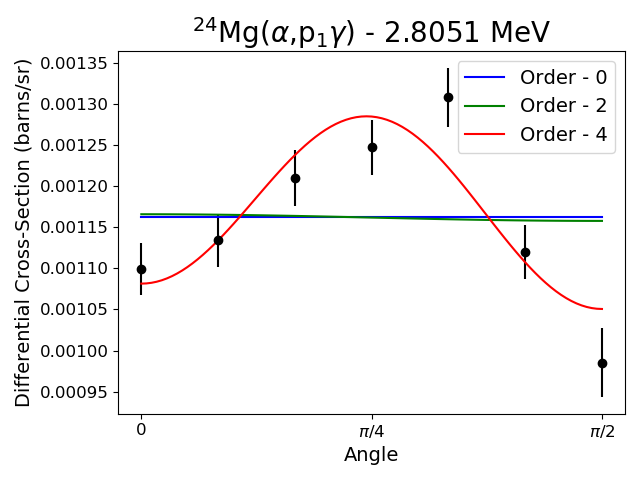 ²⁴Mg(α,p₁γ) - 2.8051 MeV
Differential Cross-Section (barns/sr)
0.00135
0.00130
0.00125
0.00120
0.00115
0.00110
0.00105
0.00100
0.00095
Order - 0
Order - 2
Order - 4
0
π/4
π/2
Angle